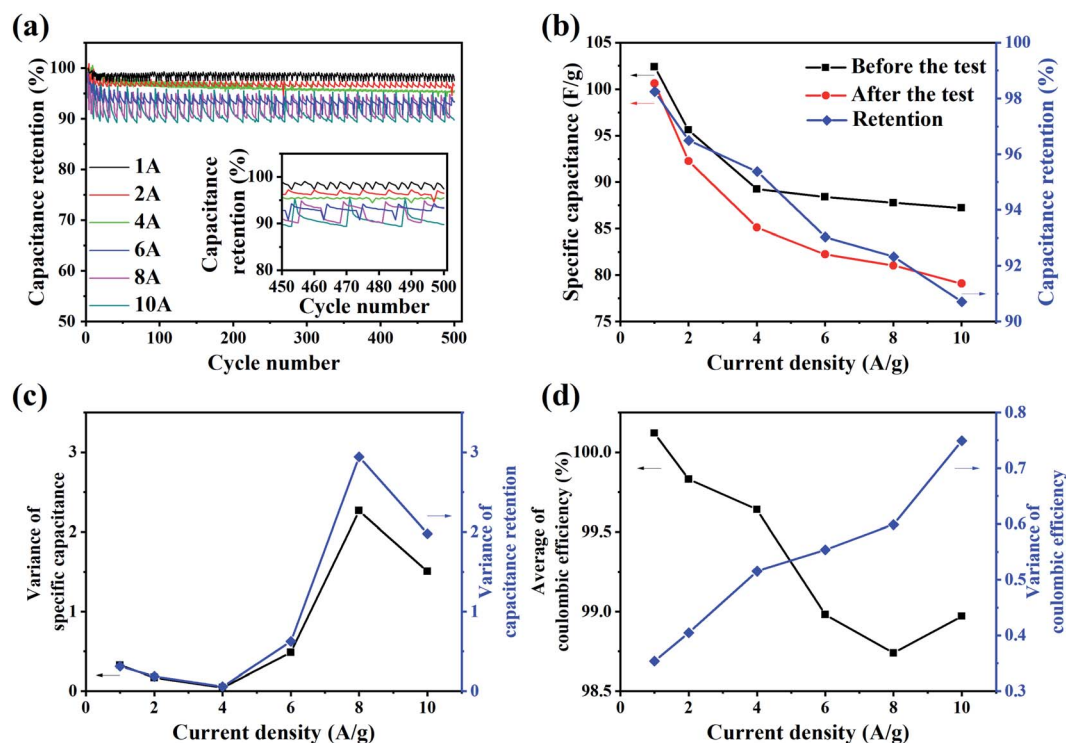 (a)
Capacitance retention (%)
100
90
80
70
60
50
1A
2A
4A
6A
8A
10A
Capacitance
retention (%)
100
90
80
450 460 470 480 490 500
Cycle number
0 100 200 300 400 500
Cycle number
(b)
Specific capacitance (F/g)
105
100
95
90
85
80
75
Before the test
After the test
Retention
100
98
96
94
92
90
Capacitance retention (%)
0 2 4 6 8 10
Current density (A/g)
(c)
Variance of
specific capacitance
3
2
1
0
3
2
1
0
Variance of
capacitance retention
0 2 4 6 8 10
Current density (A/g)
(d)
Average of
coulombic efficiency (%)
100.0
99.5
99.0
98.5
0.8
0.7
0.6
0.5
0.4
0.3
Variance of
coulombic efficiency
0 2 4 6 8 10
Current density (A/g)